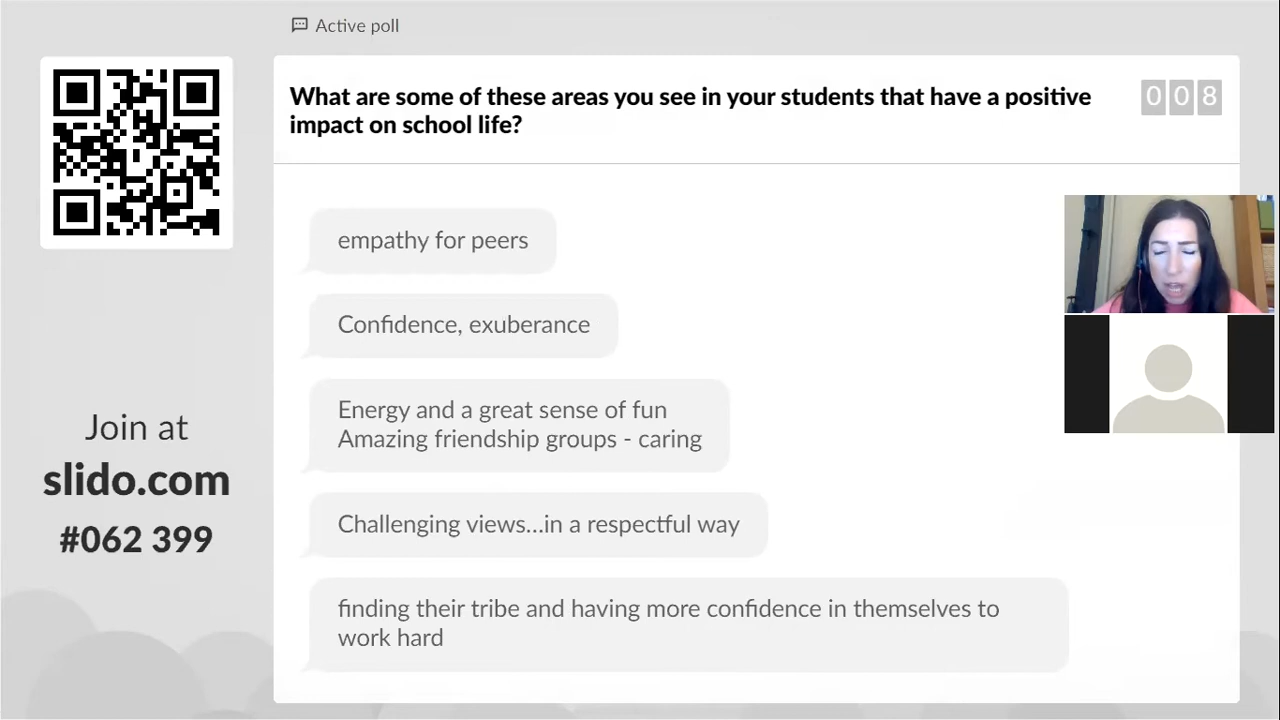 Active poll
What are some of these areas you see in your students that have a positive
impact on school life?
008
empathy for peers
Confidence, exuberance
Energy and a great sense of fun
Amazing friendship groups - caring
Challenging views...in a respectful way
finding their tribe and having more confidence in themselves to
work hard
Join at
slido.com
#062 399